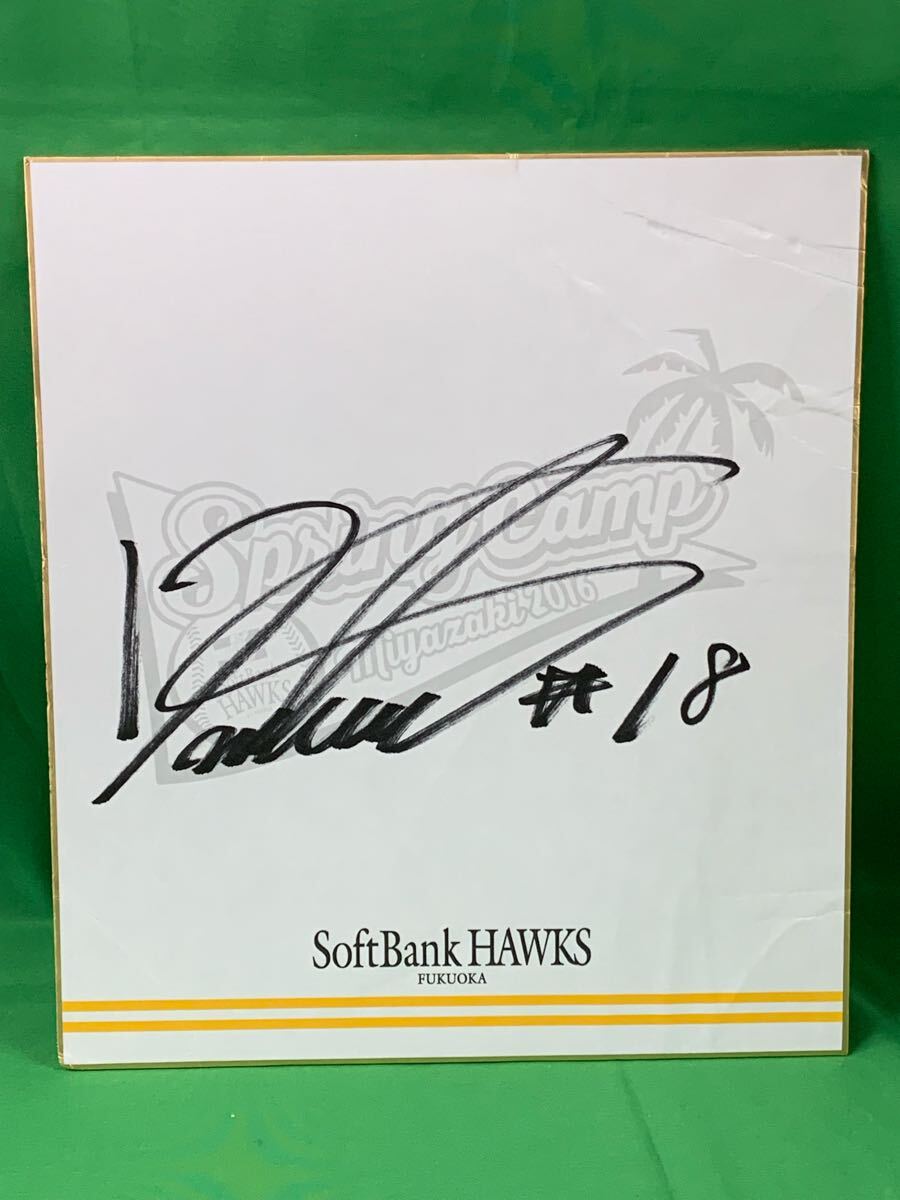 Spring Camp
Miyazaki 2016
HAWKS
#18
SoftBank HAWKS
FUKUOKA